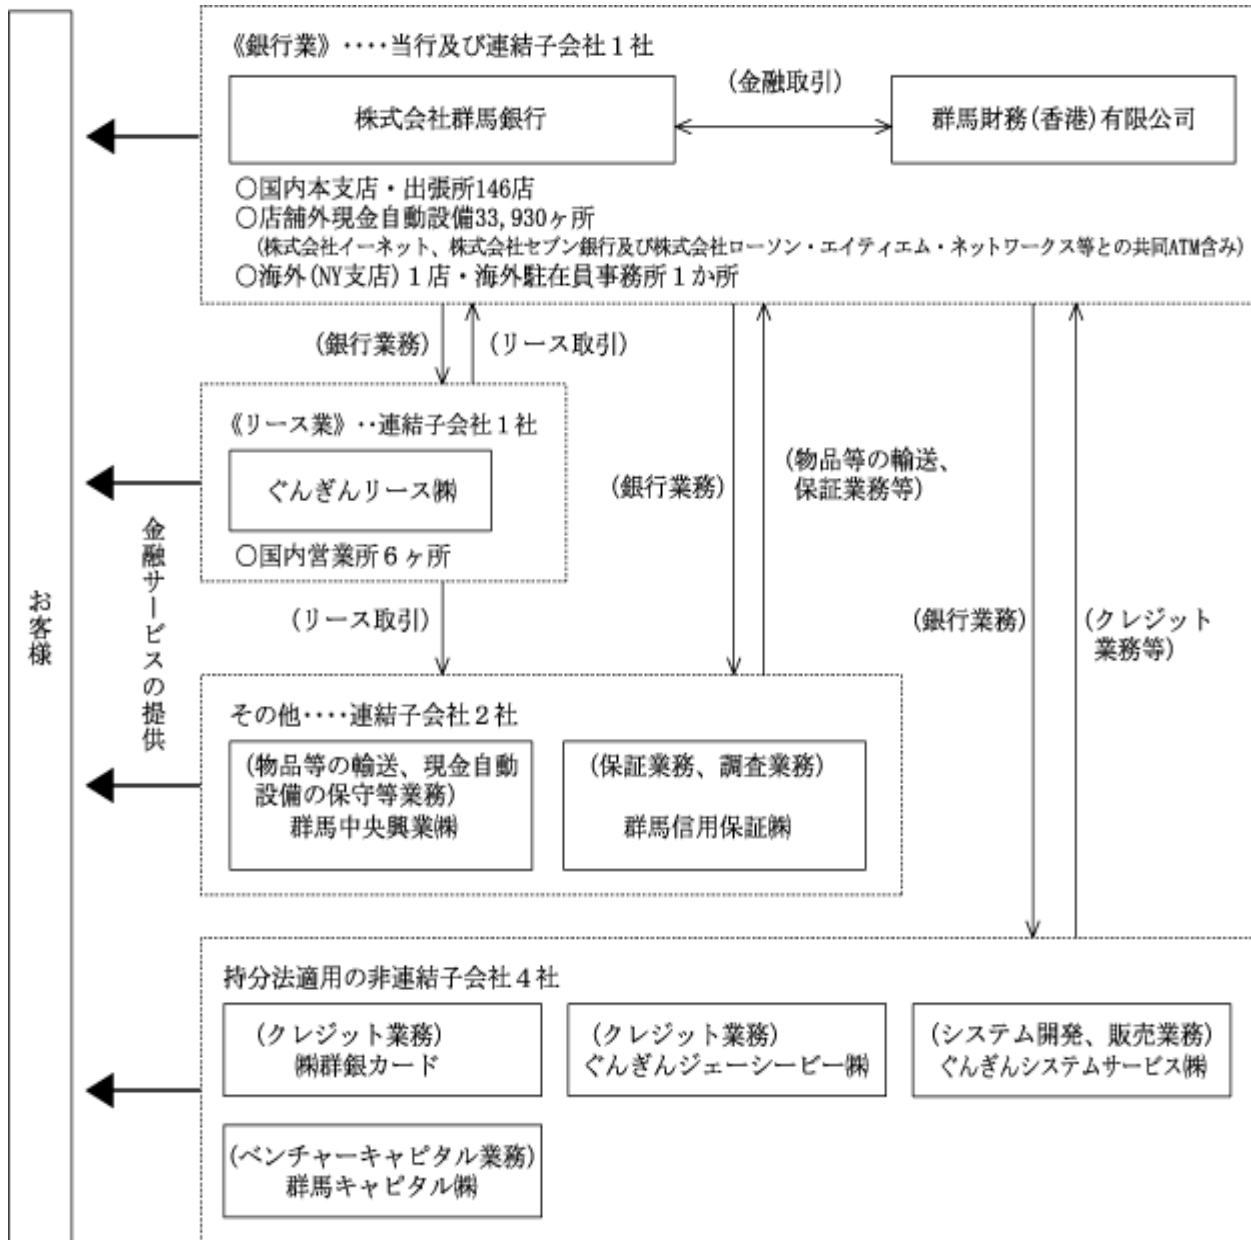 《銀行業》‥‥当行及び連結子会社１社
(金融取引)
株式会社群馬銀行
群馬財務(香港)有限公司
○国内本支店・出張所146店
○店舗外現金自動設備33,930ヶ所
(株式会社イーネット、株式会社セブン銀行及び株式会社ローソン・エイティエム・ネットワークス等との共同ATM含み)
○海外(NY支店)１店・海外駐在員事務所１か所
(銀行業務)
(リース取引)
《リース業》‥連結子会社１社
ぐんぎんリース㈱
○国内営業所６ヶ所
(銀行業務)
(物品等の輸送、
保証業務等)
(リース取引)
(銀行業務)
(クレジット
業務等)
お客様
金融サービスの提供
その他‥‥連結子会社２社
(物品等の輸送、現金自動
設備の保守等業務)
群馬中央興業㈱
(保証業務、調査業務)
群馬信用保証㈱
持分法適用の非連結子会社４社
(クレジット業務)
㈱群銀カード
(クレジット業務)
ぐんぎんジェーシービー㈱
(システム開発、販売業務)
ぐんぎんシステムサービス㈱
(ベンチャーキャピタル業務)
群馬キャピタル㈱